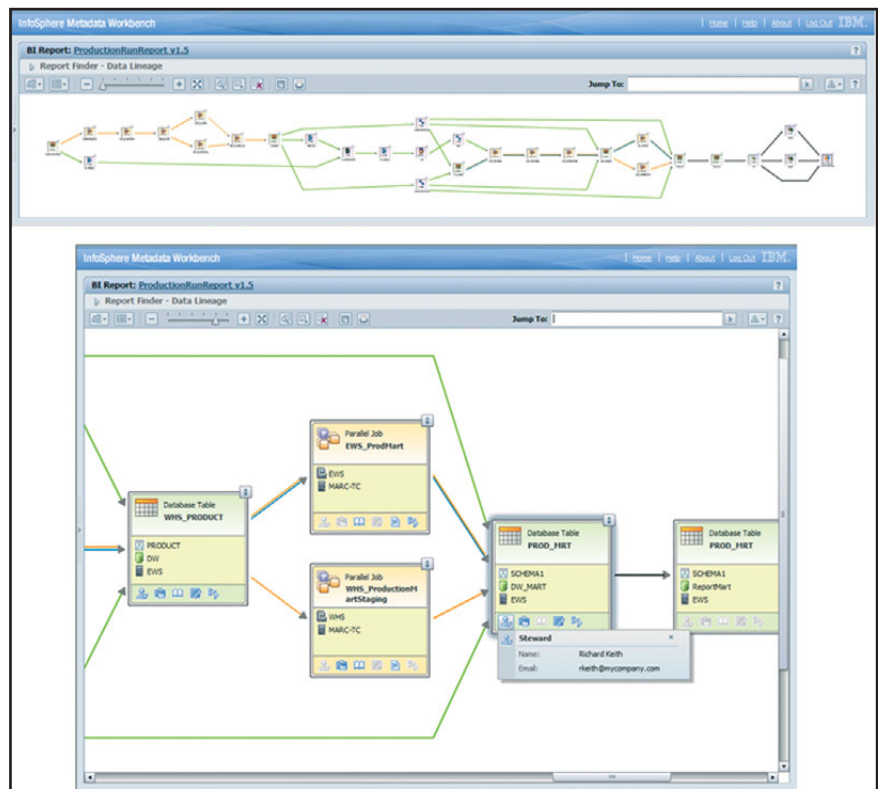 InfoSphere Metadata Workbench
| Home | Help | About | Log Out IBM.
BI Report: ProductionRunReport v1.5
?
Report Finder - Data Lineage
Jump To:
?
InfoSphere Metadata Workbench
| Home | Help | About | Log Out IBM.
BI Report: ProductionRunReport v1.5
?
Report Finder - Data Lineage
Jump To:
?
Parallel Job
EWS_ProdMart
EWS
MARC-TC
Database Table
WHS_PRODUCT
PRODUCT
DW
EWS
Parallel Job
WHS_ProductionM
artStaging
WHS
MARC-TC
Database Table
PROD_MRT
SCHEMA1
DW_MART
EWS
Database Table
PROD_MRT
SCHEMA1
ReportMart
EWS
Steward
×
Name: Richard Keith
Email: rkeith@mycompany.com